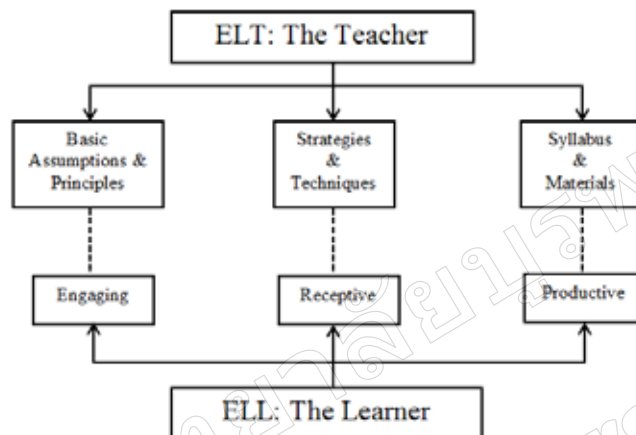 ELT: The Teacher
Basic
Assumptions &
Principles
Strategies
&
Techniques
Syllabus
&
Materials
Engaging
Receptive
Productive
ELL: The Learner